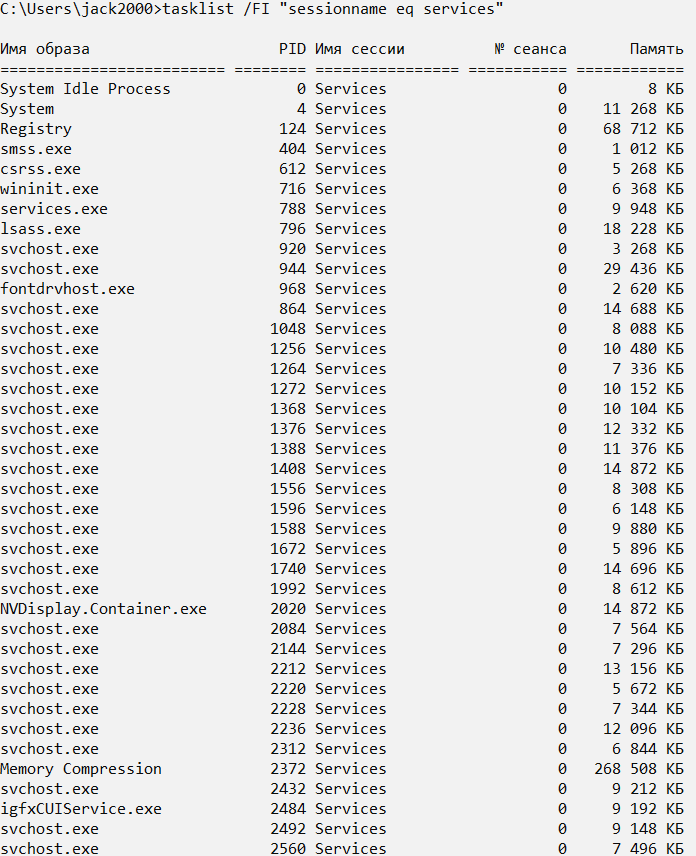 C:\Users\jack2000>tasklist /FI "sessionname eq services"
Имя образа                     PID Имя сессии          № сеанса       Память
========================= ======== ================ =========== ============
System Idle Process              0 Services                   0         8 КБ
System                           4 Services                   0    11 268 КБ
Registry                       124 Services                   0    68 712 КБ
smss.exe                       404 Services                   0     1 012 КБ
csrss.exe                      612 Services                   0     5 268 КБ
wininit.exe                    716 Services                   0     6 368 КБ
services.exe                   788 Services                   0     9 948 КБ
lsass.exe                      796 Services                   0    18 228 КБ
svchost.exe                    920 Services                   0     3 268 КБ
svchost.exe                    944 Services                   0    29 436 КБ
fontdrvhost.exe                968 Services                   0     2 620 КБ
svchost.exe                    864 Services                   0    14 688 КБ
svchost.exe                   1048 Services                   0     8 088 КБ
svchost.exe                   1256 Services                   0    10 480 КБ
svchost.exe                   1264 Services                   0     7 336 КБ
svchost.exe                   1272 Services                   0    10 152 КБ
svchost.exe                   1368 Services                   0    10 104 КБ
svchost.exe                   1376 Services                   0    12 332 КБ
svchost.exe                   1388 Services                   0    11 376 КБ
svchost.exe                   1408 Services                   0    14 872 КБ
svchost.exe                   1556 Services                   0     8 308 КБ
svchost.exe                   1596 Services                   0     6 148 КБ
svchost.exe                   1588 Services                   0     9 880 КБ
svchost.exe                   1672 Services                   0     5 896 КБ
svchost.exe                   1740 Services                   0    14 696 КБ
svchost.exe                   1992 Services                   0     8 612 КБ
NVDisplay.Container.exe       2020 Services                   0    14 872 КБ
svchost.exe                   2084 Services                   0     7 564 КБ
svchost.exe                   2144 Services                   0     7 296 КБ
svchost.exe                   2212 Services                   0    13 156 КБ
svchost.exe                   2220 Services                   0     5 672 КБ
svchost.exe                   2228 Services                   0     7 344 КБ
svchost.exe                   2236 Services                   0    12 096 КБ
svchost.exe                   2312 Services                   0     6 844 КБ
Memory Compression            2372 Services                   0   268 508 КБ
svchost.exe                   2432 Services                   0     9 212 КБ
igfxCUIService.exe            2484 Services                   0     9 192 КБ
svchost.exe                   2492 Services                   0     9 148 КБ
svchost.exe                   2560 Services                   0     7 496 КБ